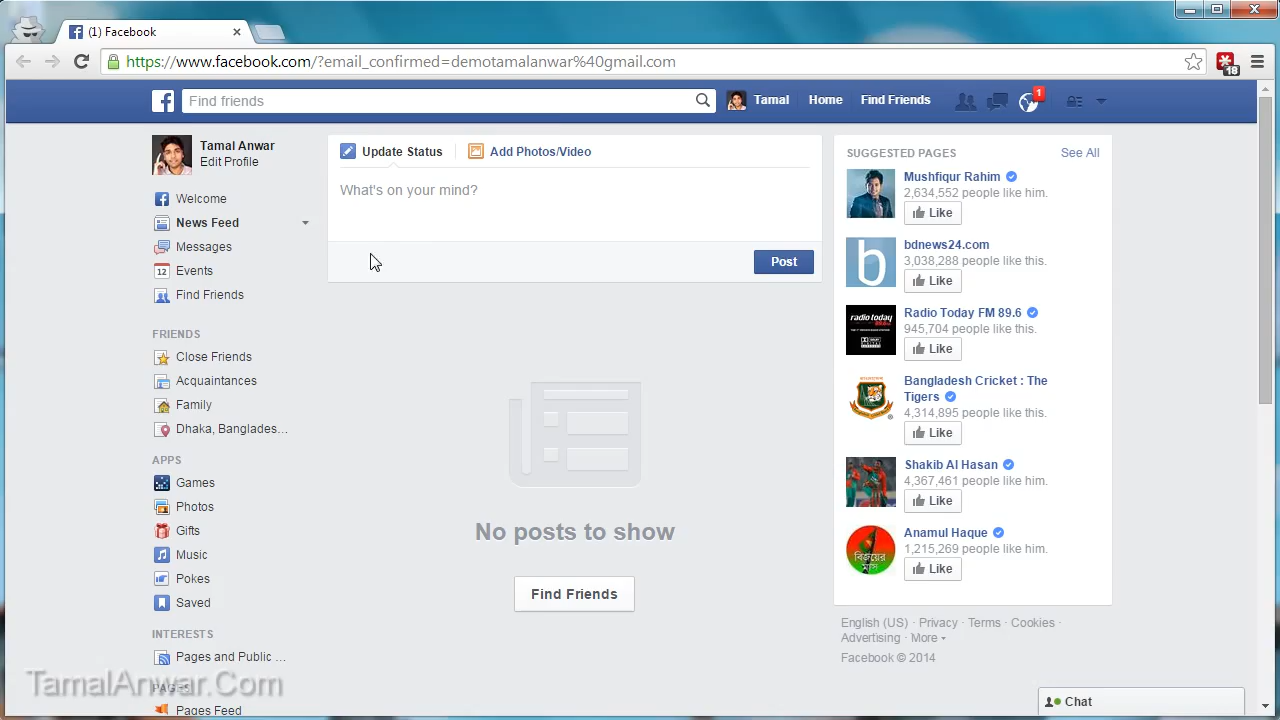 (1) Facebook
https://www.facebook.com/?email_confirmed=demotamalanwar%40gmail.com
18
Find friends
Tamal
Home
Find Friends
1
Tamal Anwar
Edit Profile
Welcome
News Feed
Messages
12
Events
Find Friends
FRIENDS
Close Friends
Acquaintances
Family
Dhaka, Banglades...
APPS
Games
Photos
Gifts
Music
Pokes
Saved
INTERESTS
Pages and Public ...
PAGES
Pages Feed
TamalAnwar.Com
Update Status
Add Photos/Video
What's on your mind?
Post
No posts to show
Find Friends
SUGGESTED PAGES
See All
Mushfiqur Rahim
2,634,552 people like him.
Like
b
bdnews24.com
3,038,288 people like this.
Like
radio today
Radio Today FM 89.6
945,704 people like this.
Like
Bangladesh Cricket : The
Tigers
4,314,895 people like this.
Like
Shakib Al Hasan
4,367,461 people like him.
Like
বিজয়ের
মাস
Anamul Haque
1,215,269 people like him.
Like
English (US) · Privacy · Terms · Cookies ·
Advertising · More
Facebook © 2014
Chat